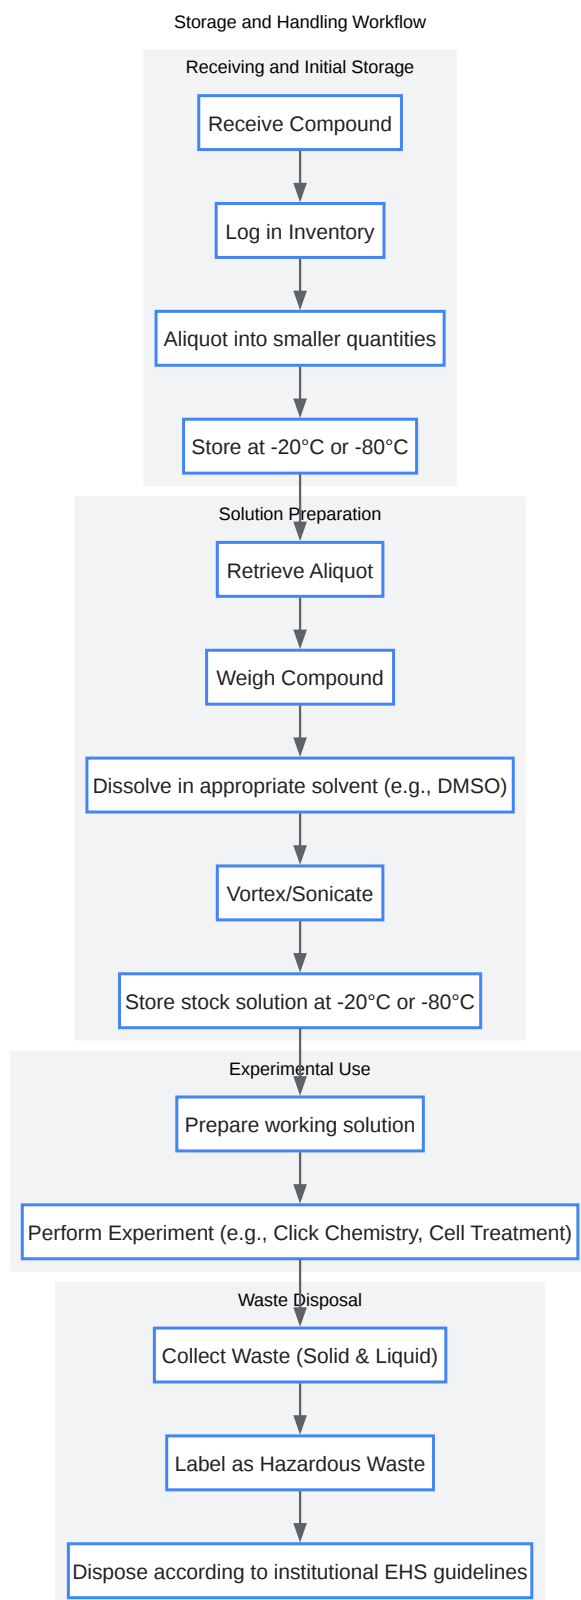 Storage and Handling Workflow
Receiving and Initial Storage
Receive Compound
Log in Inventory
Aliquot into smaller quantities
Store at -20°C or -80°C
Solution Preparation
Retrieve Aliquot
Weigh Compound
Dissolve in appropriate solvent (e.g., DMSO)
Vortex/Sonicate
Store stock solution at -20°C or -80°C
Experimental Use
Prepare working solution
Perform Experiment (e.g., Click Chemistry, Cell Treatment)
Waste Disposal
Collect Waste (Solid & Liquid)
Label as Hazardous Waste
Dispose according to institutional EHS guidelines